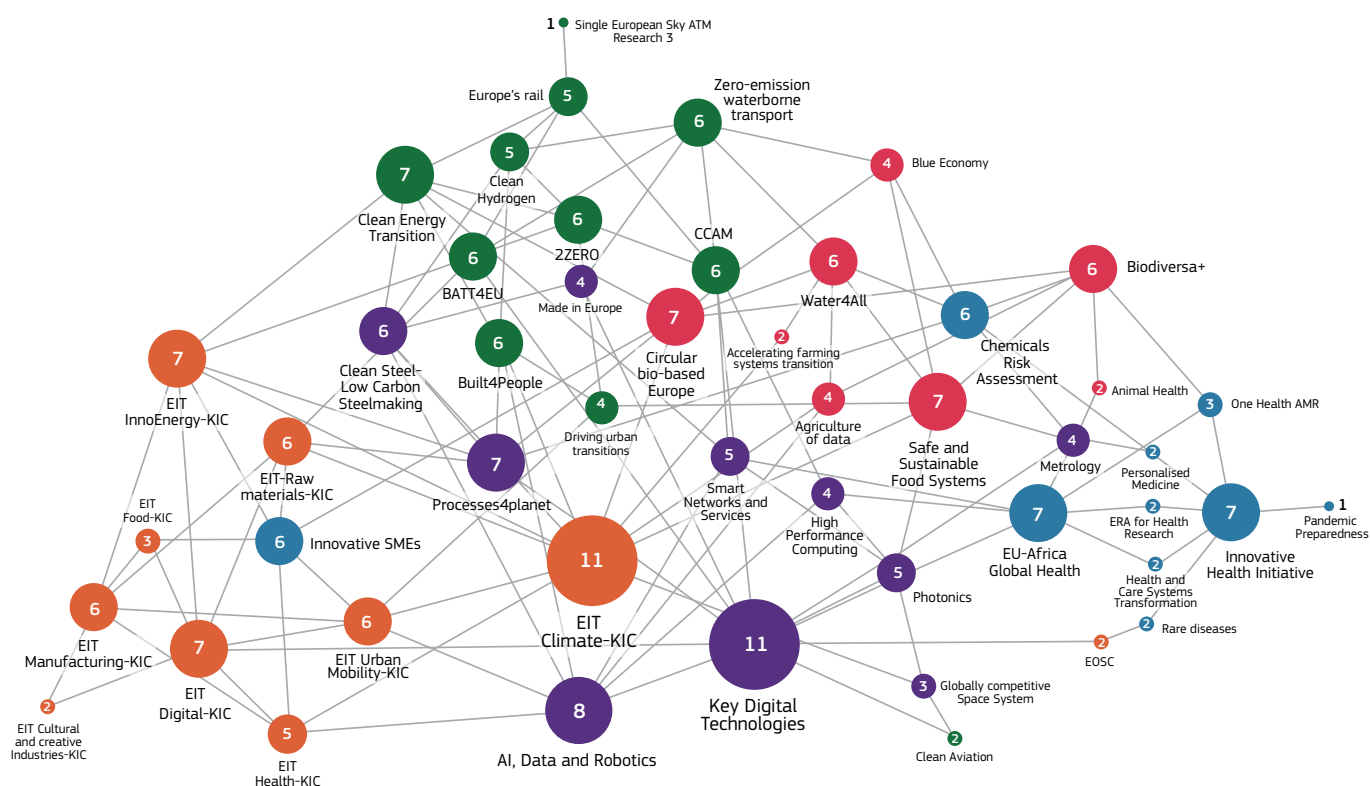 1 Single European Sky ATM
Research 3
Europe's rail 5
6 Zero-emission
waterborne
transport
5
Clean
Hydrogen
7
Clean Energy
Transition
4 Blue Economy
6
2ZERO
6
BATT4EU
4
Made in Europe
CCAM
6
6
Water4All
6 Biodiversa+
7
Circular
bio-based
Europe
6
Chemicals
Risk
Assessment
6
Clean Steel-
Low Carbon
Steelmaking
6
Built4People
2
Accelerating farming
systems transition
7
EIT
InnoEnergy-KIC
4
Driving urban
transitions
4
Agriculture
of data
7
Safe and
Sustainable
Food Systems
2 Animal Health
3 One Health AMR
6
EIT-Raw
materials-KIC
7
Processes4planet
5
Smart
Networks and
Services
4
Metrology
2
Personalised
Medicine
4
High
Performance
Computing
7
EU-Africa
Global Health
2
ERA for Health
Research
7
Innovative
Health Initiative
1
Pandemic
Preparedness
EIT
Food-KIC
3
6 Innovative SMEs
11
EIT
Climate-KIC
5
Photonics
2
Health and
Care Systems
Transformation
6
EIT
Manufacturing-KIC
6
EIT Urban
Mobility-KIC
7
EIT
Digital-KIC
11
Key Digital
Technologies
2 Rare diseases
2
EOSC
3 Globally competitive
Space System
2
EIT Cultural
and creative
Industries-KIC
5
EIT
Health-KIC
8
AI, Data and Robotics
2
Clean Aviation